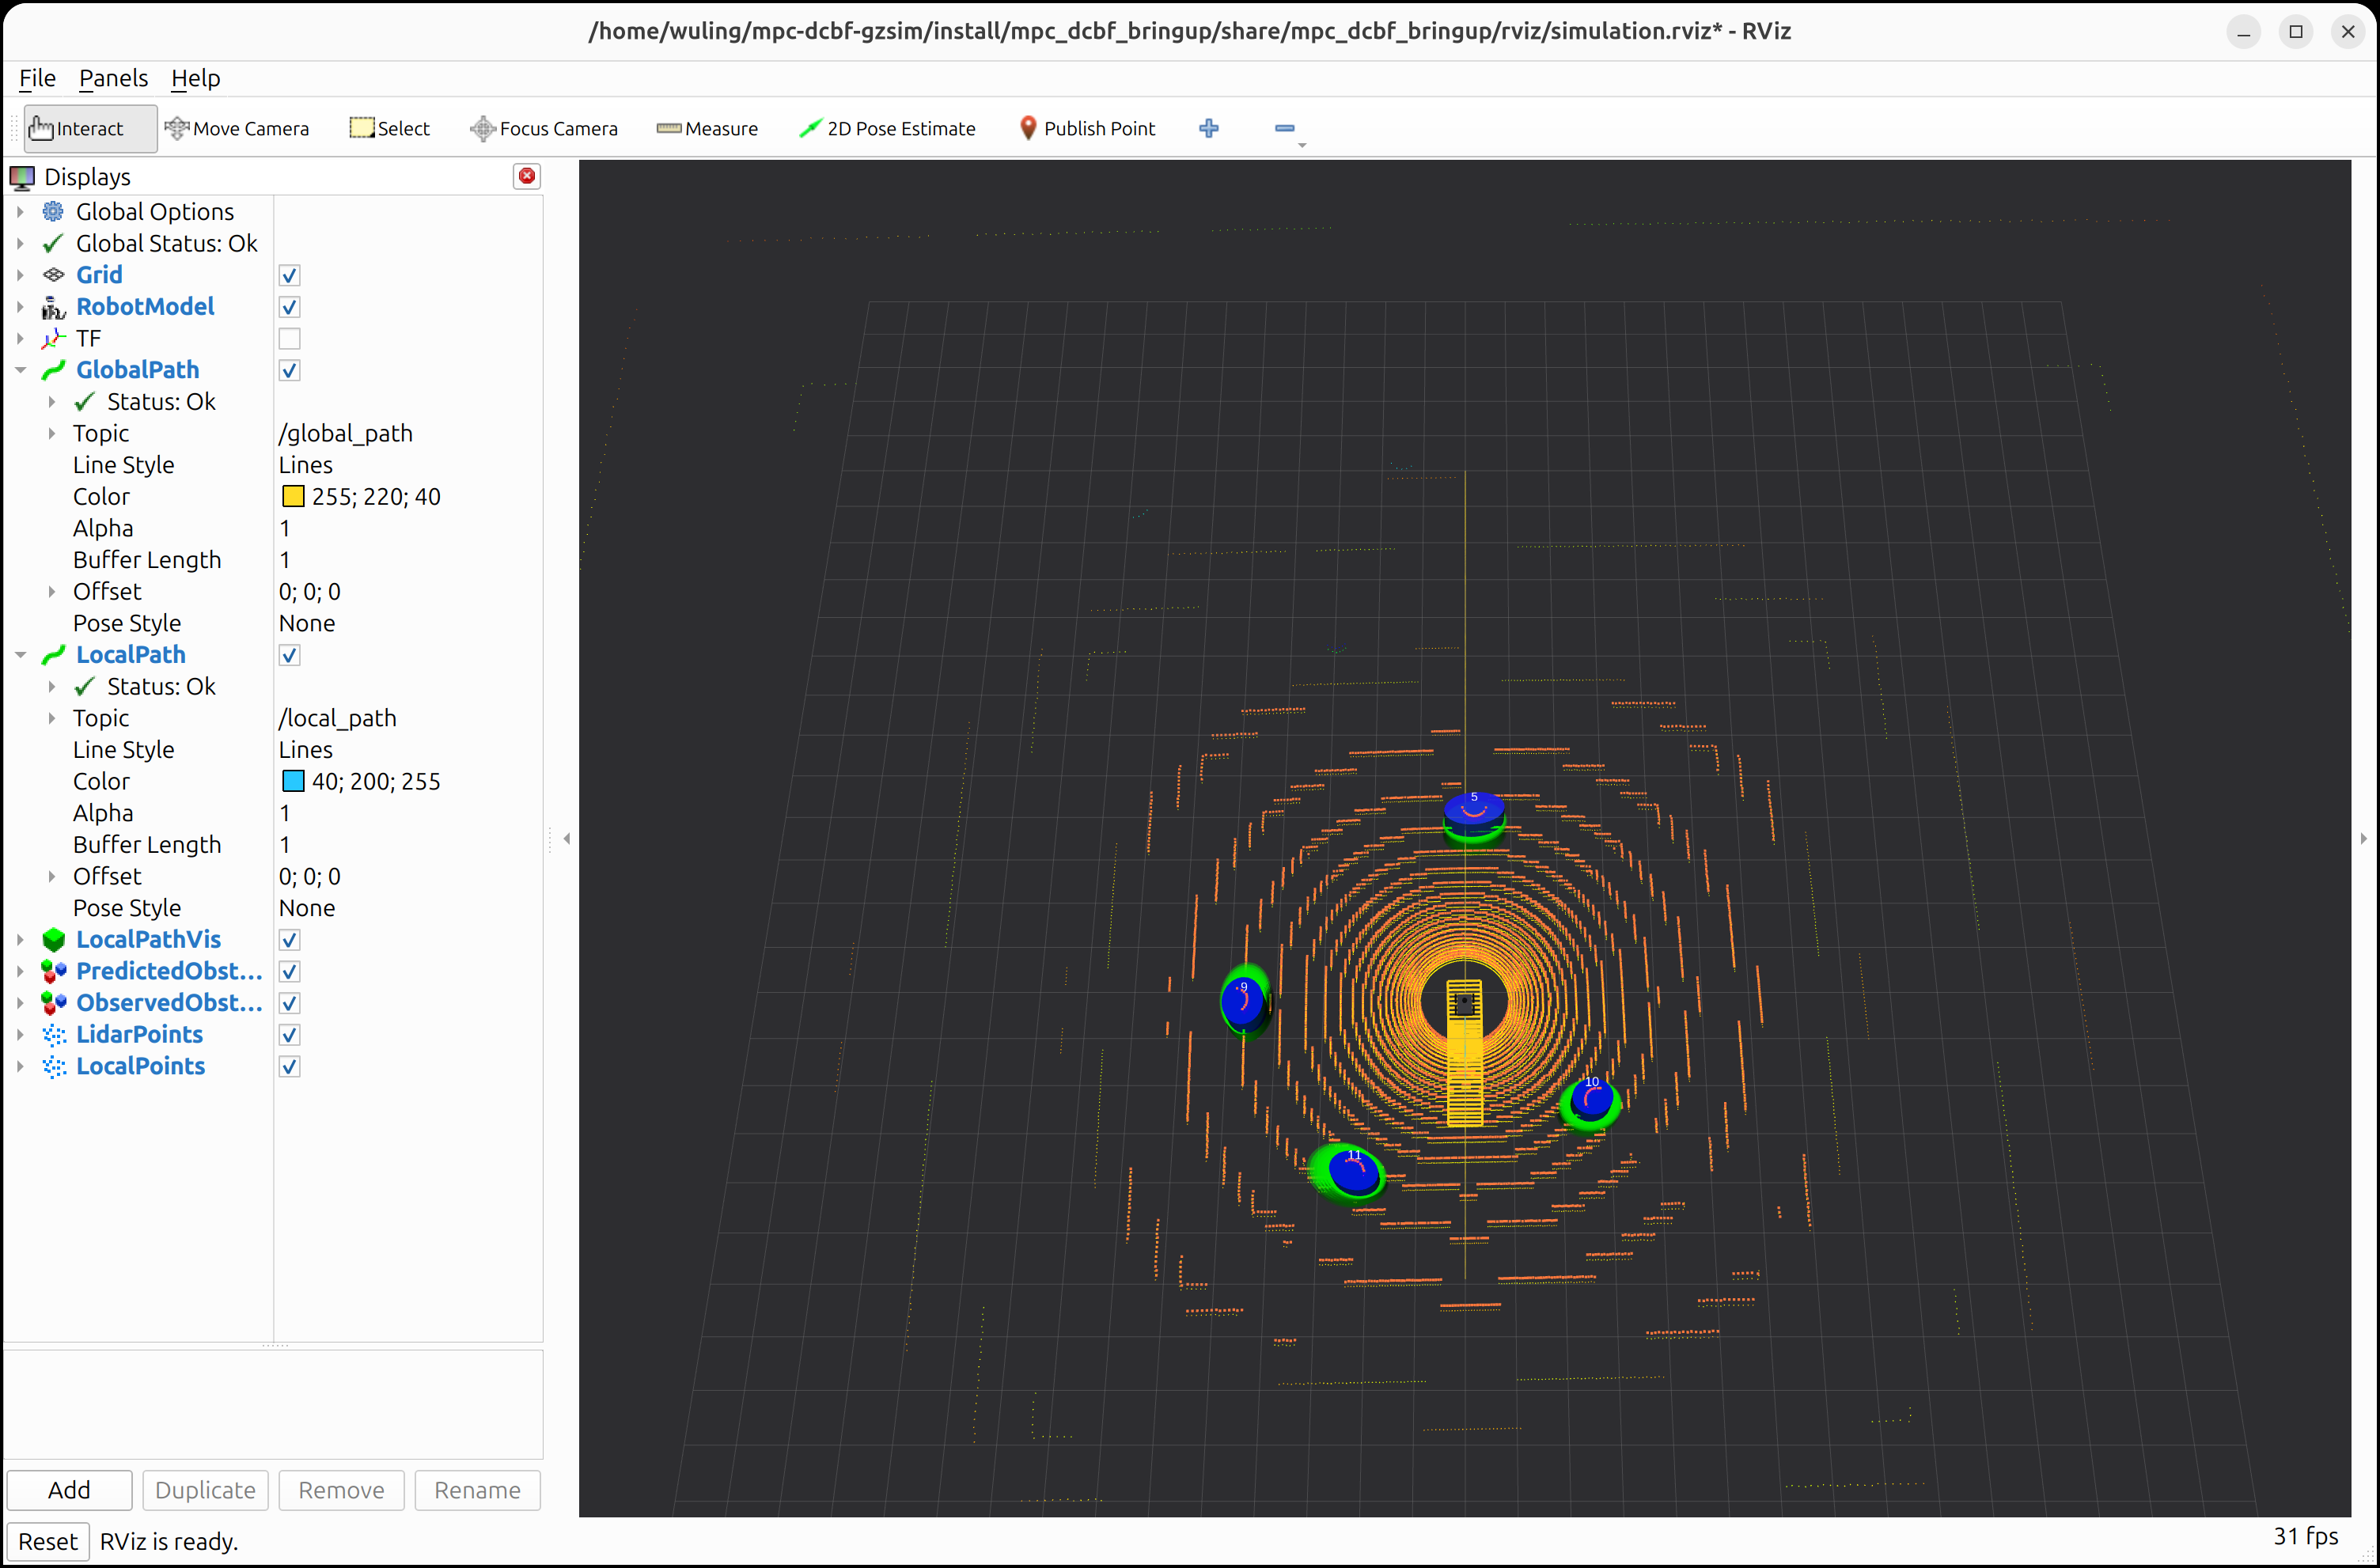 /home/wuling/mpc-dcbf-gzsim/install/mpc_dcbf_bringup/share/mpc_dcbf_bringup/rviz/simulation.rviz* - RViz
File Panels Help
Interact Move Camera Select Focus Camera Measure 2D Pose Estimate Publish Point
Displays
Global Options
Global Status: Ok
Grid
RobotModel
TF
GlobalPath
Status: Ok
Topic /global_path
Line Style Lines
Color 255; 220; 40
Alpha 1
Buffer Length 1
Offset 0; 0; 0
Pose Style None
LocalPath
Status: Ok
Topic /local_path
Line Style Lines
Color 40; 200; 255
Alpha 1
Buffer Length 1
Offset 0; 0; 0
Pose Style None
LocalPathVis
PredictedObst...
ObservedObst...
LidarPoints
LocalPoints
5
9
10
11
Add Duplicate Remove Rename
Reset RViz is ready. 31 fps